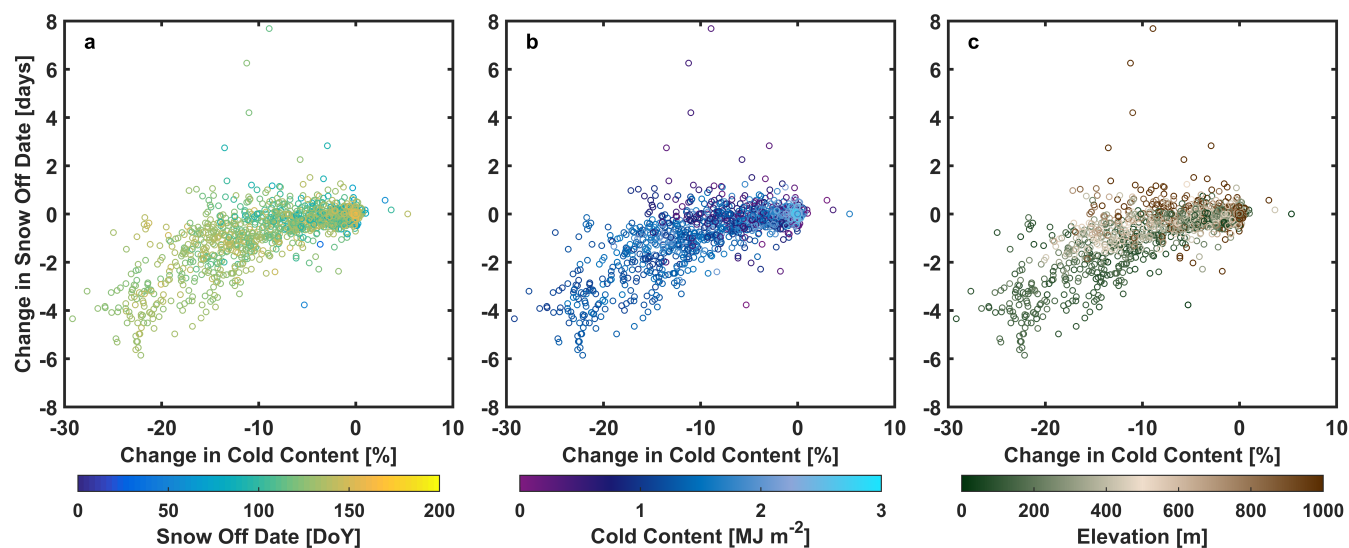 a
b
c
Change in Snow Off Date [days]
8
6
4
2
0
-2
-4
-6
-8
-30 -20 -10 0 10
Change in Cold Content [%]
0 50 100 150 200
Snow Off Date [DoY]
8
6
4
2
0
-2
-4
-6
-8
-30 -20 -10 0 10
Change in Cold Content [%]
0 1 2 3
Cold Content [MJ m⁻²]
8
6
4
2
0
-2
-4
-6
-8
-30 -20 -10 0 10
Change in Cold Content [%]
0 200 400 600 800 1000
Elevation [m]